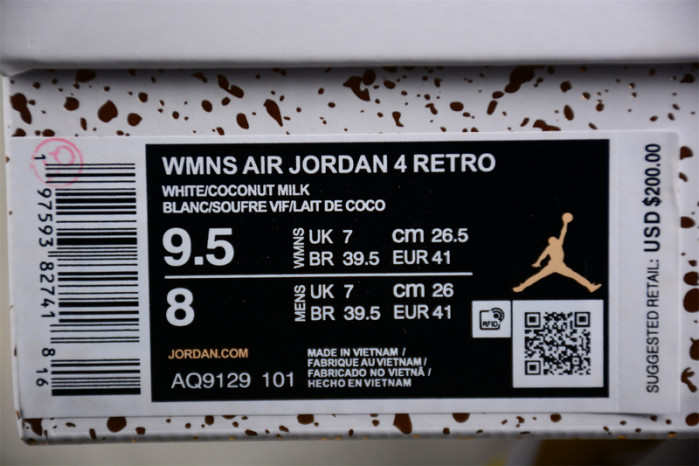 WMNS AIR JORDAN 4 RETRO
WHITE/COCONUT MILK
BLANC/SOUFRE VIF/LAIT DE COCO
9.5 WMNS UK 7 cm 26.5
BR 39.5 EUR 41
8 MENS UK 7 cm 26
BR 39.5 EUR 41
RFID
JORDAN.COM
AQ9129 101
MADE IN VIETNAM /
FABRIQUE AU VIETNAM /
FABRICADO NO VIETNÃ /
HECHO EN VIETNAM
SUGGESTED RETAIL: USD $200.00
1 97593 82741 8 16